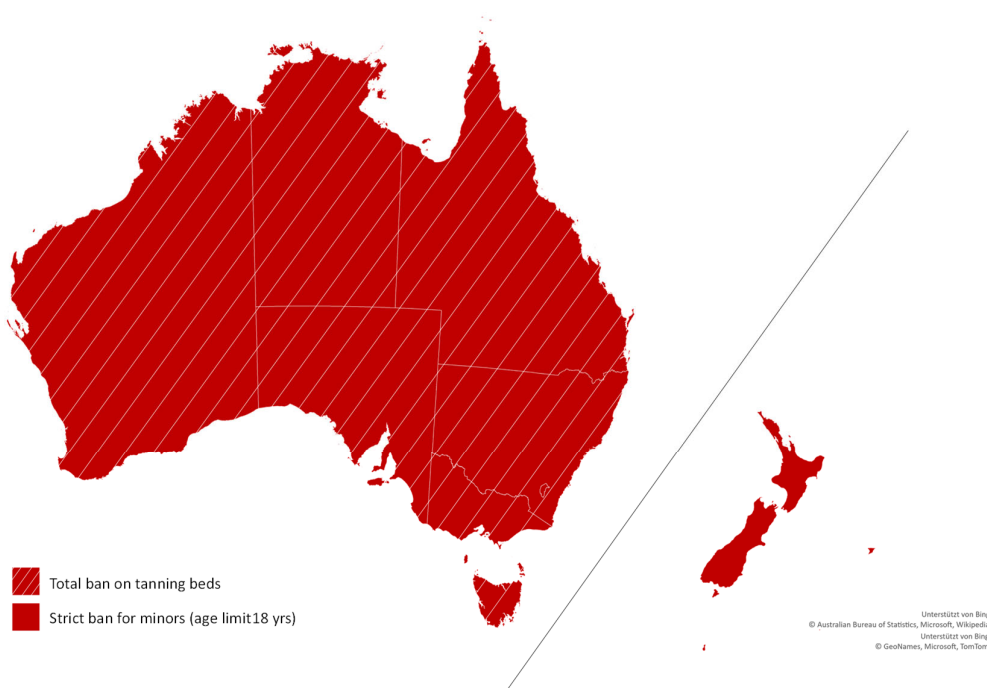 Total ban on tanning beds
Strict ban for minors (age limit18 yrs)
Unterstützt von Bing
© Australian Bureau of Statistics, Microsoft, Wikipedia
Unterstützt von Bing
© GeoNames, Microsoft, TomTom